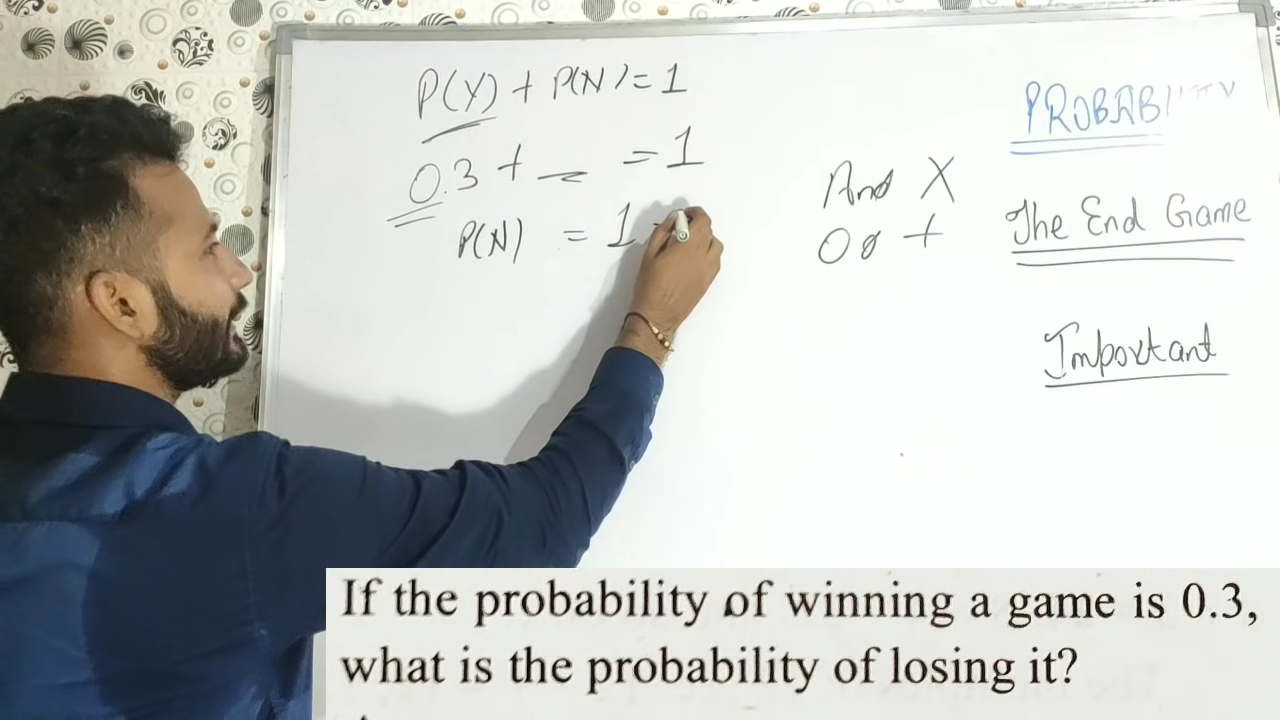 P(Y) + P(N) = 1
0.3 + _ = 1
P(N) = 1
And X
Or +
PROBABILITY
The End Game
Important
If the probability of winning a game is 0.3,
what is the probability of losing it?